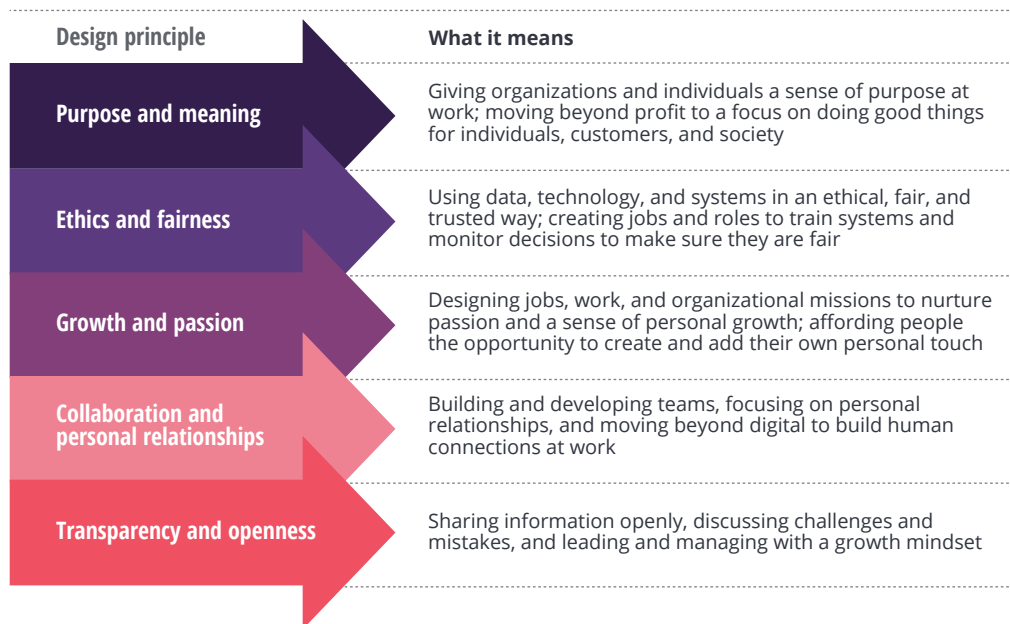 Design principle
What it means
Purpose and meaning
Giving organizations and individuals a sense of purpose at
work; moving beyond profit to a focus on doing good things
for individuals, customers, and society
Ethics and fairness
Using data, technology, and systems in an ethical, fair, and
trusted way; creating jobs and roles to train systems and
monitor decisions to make sure they are fair
Growth and passion
Designing jobs, work, and organizational missions to nurture
passion and a sense of personal growth; affording people
the opportunity to create and add their own personal touch
Collaboration and
personal relationships
Building and developing teams, focusing on personal
relationships, and moving beyond digital to build human
connections at work
Transparency and openness
Sharing information openly, discussing challenges and
mistakes, and leading and managing with a growth mindset